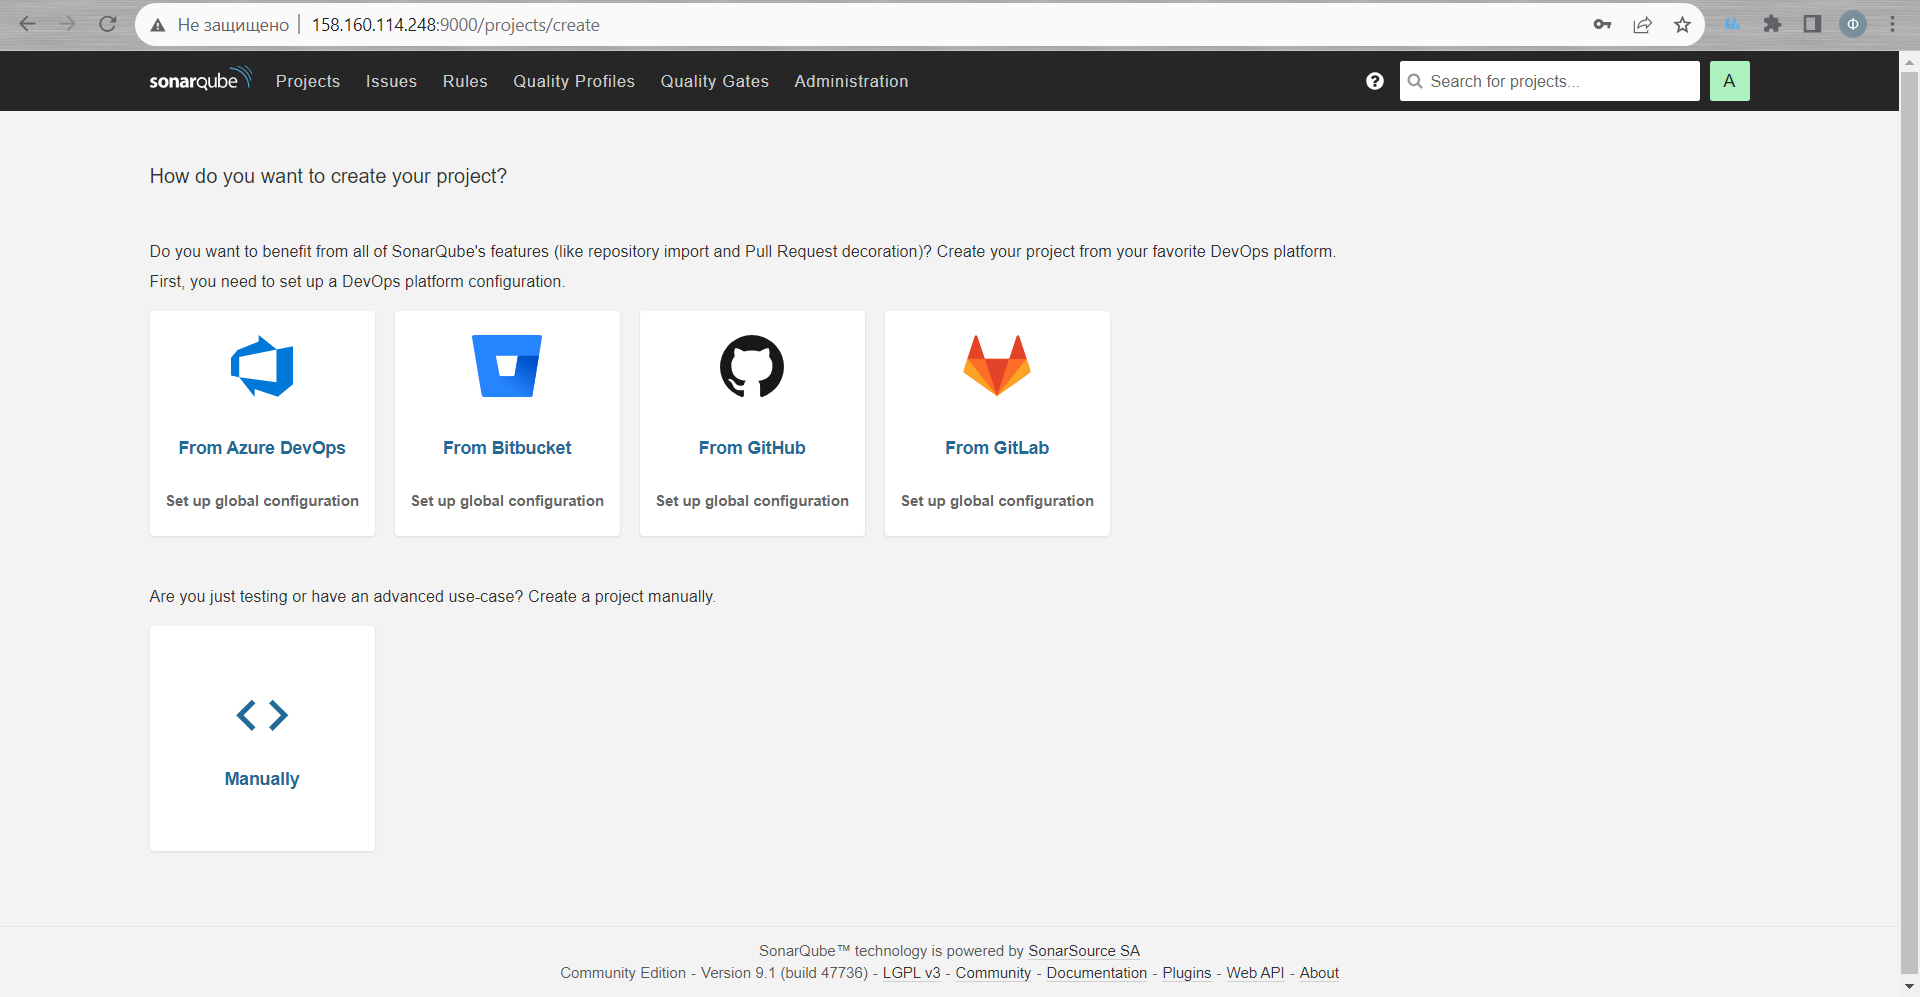 Не защищено | 158.160.114.248:9000/projects/create Ф
sonarqube Projects Issues Rules Quality Profiles Quality Gates Administration ? Search for projects... A
How do you want to create your project?
Do you want to benefit from all of SonarQube's features (like repository import and Pull Request decoration)? Create your project from your favorite DevOps platform.
First, you need to set up a DevOps platform configuration.
From Azure DevOps From Bitbucket From GitHub From GitLab
Set up global configuration Set up global configuration Set up global configuration Set up global configuration
Are you just testing or have an advanced use-case? Create a project manually.
Manually
SonarQube™ technology is powered by SonarSource SA
Community Edition - Version 9.1 (build 47736) - LGPL v3 - Community - Documentation - Plugins - Web API - About